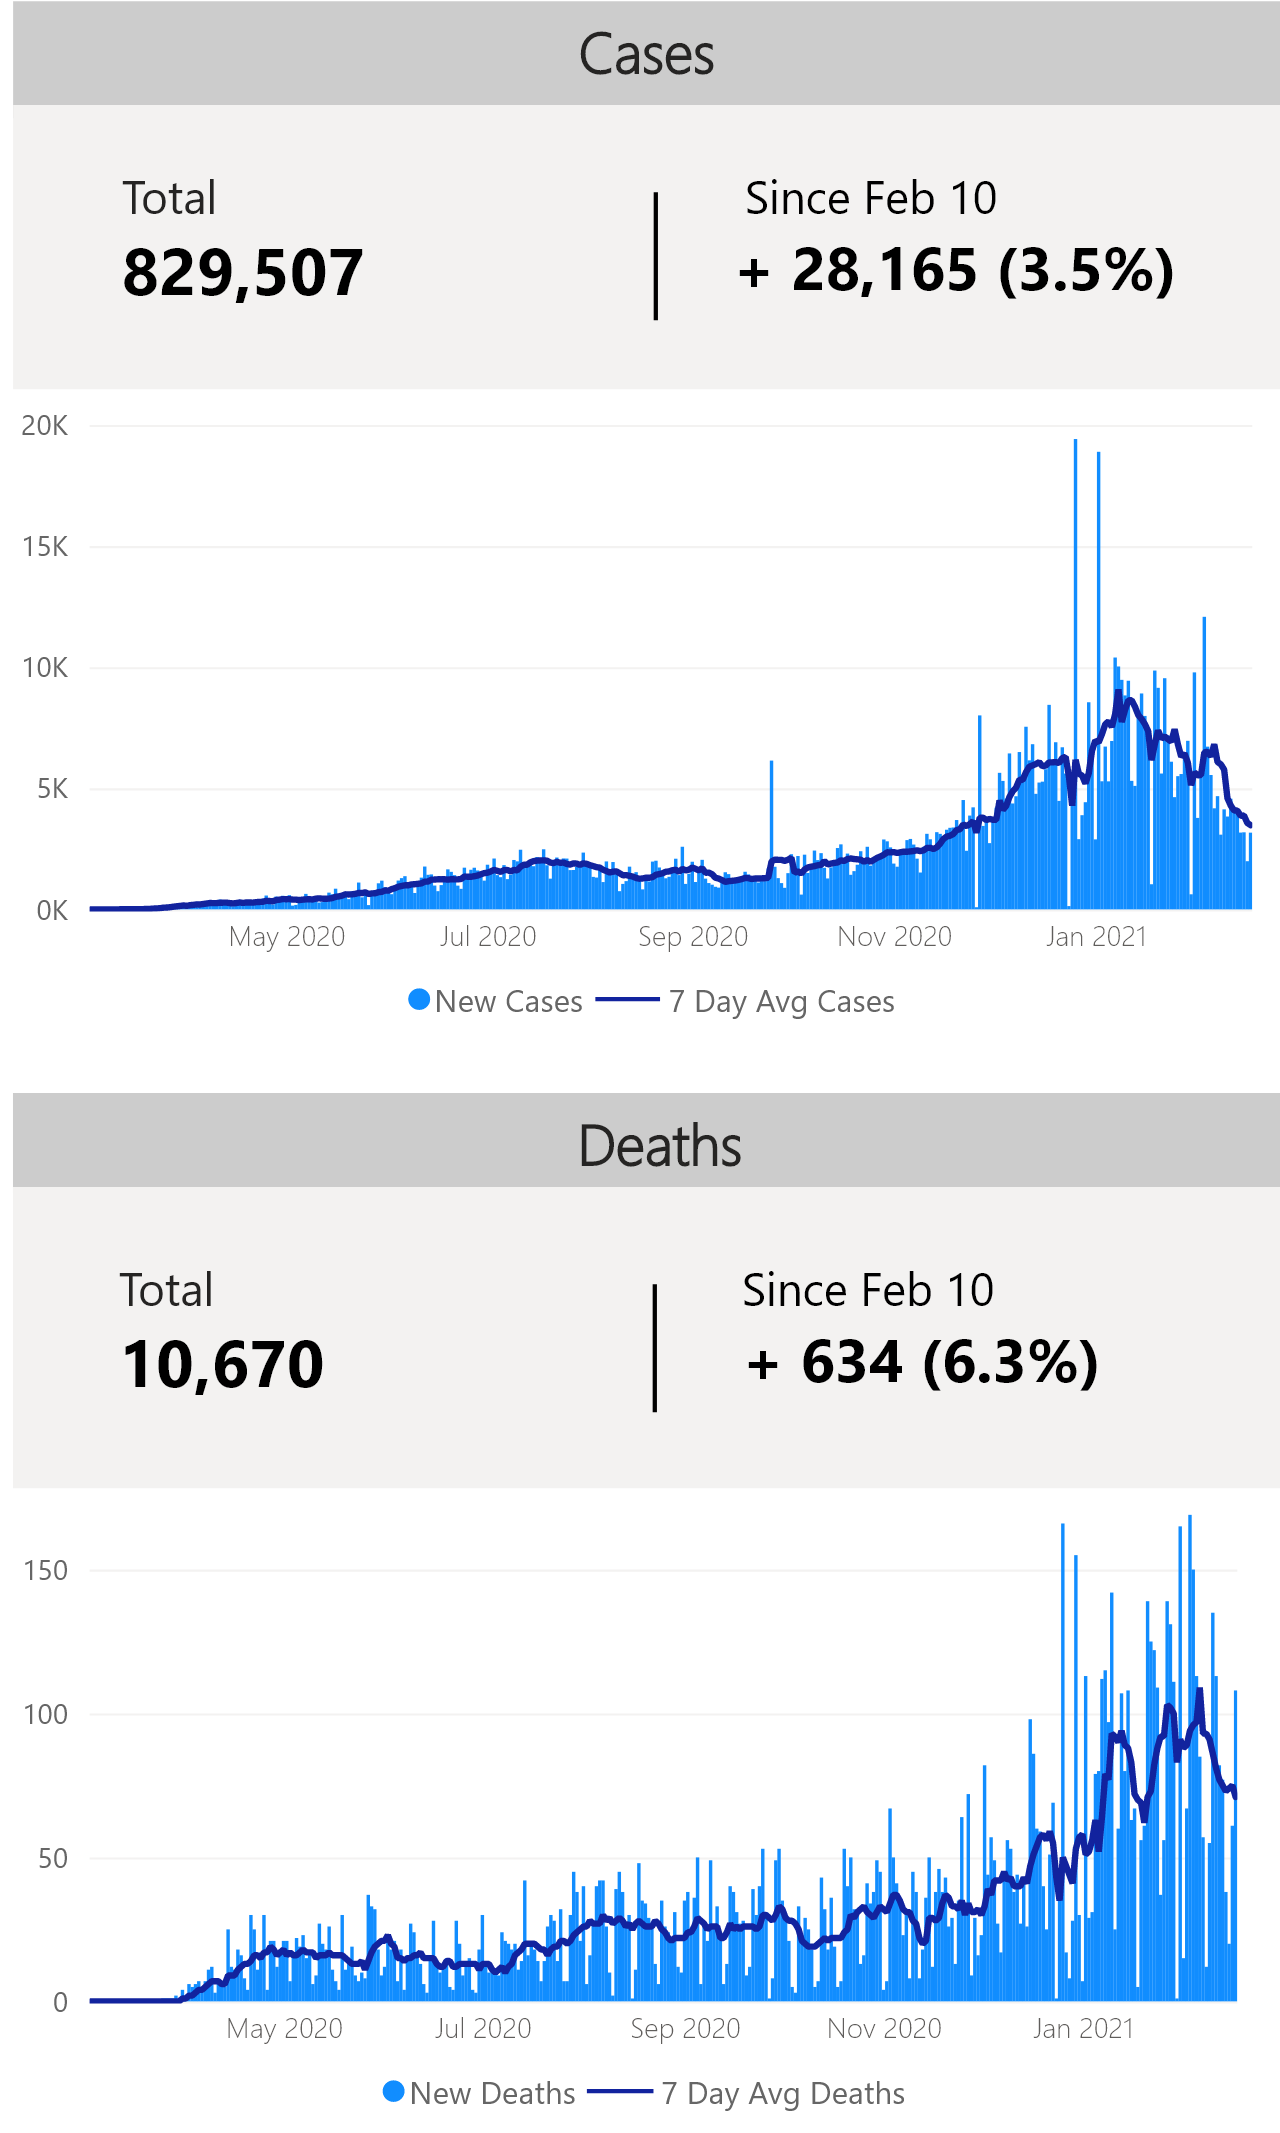 Cases
Total
829,507
Since Feb 10
+ 28,165 (3.5%)
20K
15K
10K
5K
0K
May 2020 Jul 2020 Sep 2020 Nov 2020 Jan 2021
New Cases 7 Day Avg Cases
Deaths
Total
10,670
Since Feb 10
+ 634 (6.3%)
150
100
50
0
May 2020 Jul 2020 Sep 2020 Nov 2020 Jan 2021
New Deaths 7 Day Avg Deaths